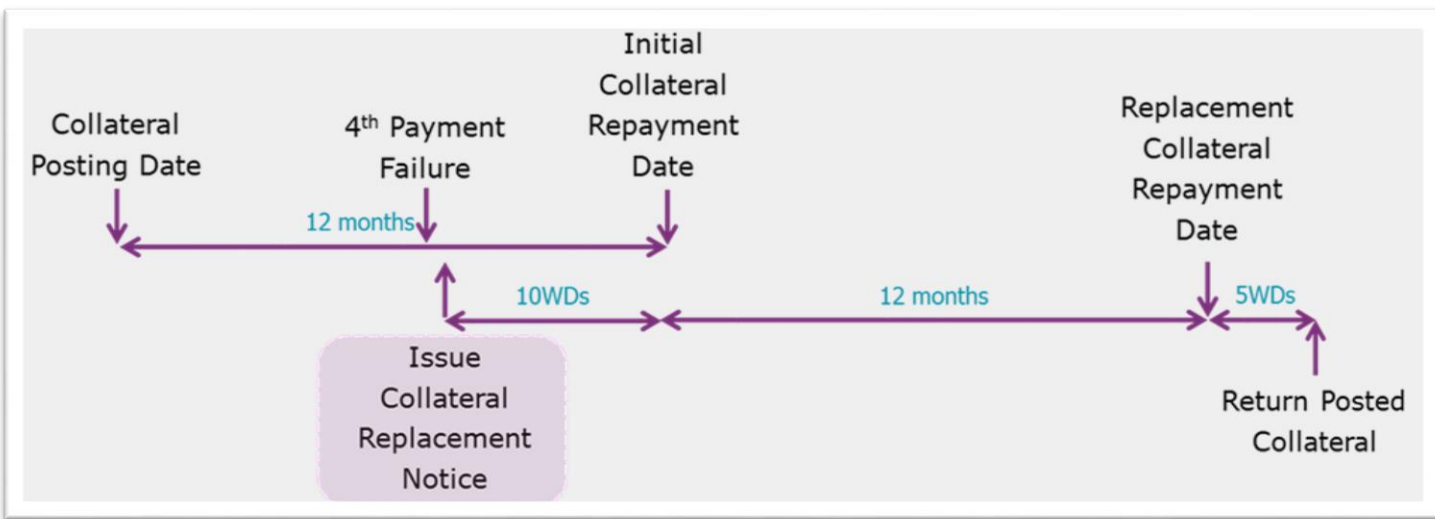 Collateral
Posting Date
4th Payment
Failure
Initial
Collateral
Repayment
Date
Replacement
Collateral
Repayment
Date
12 months
10WDs
12 months
5WDs
Issue
Collateral
Replacement
Notice
Return Posted
Collateral